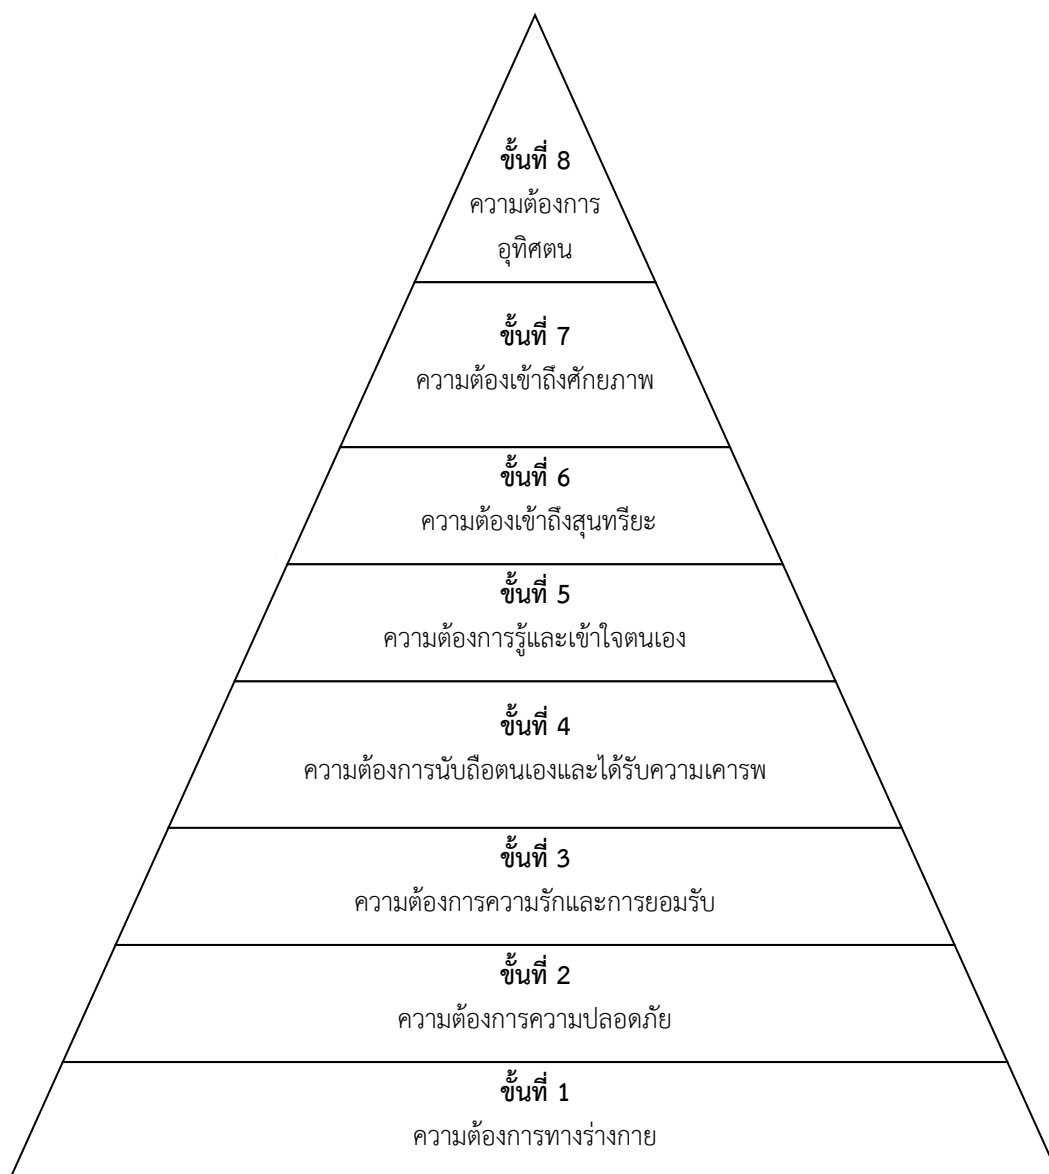 ขั้นที่ 8
ความต้องการ
อุทิศตน
ขั้นที่ 7
ความต้องเข้าถึงศักยภาพ
ขั้นที่ 6
ความต้องเข้าถึงสุนทรียะ
ขั้นที่ 5
ความต้องการรู้และเข้าใจตนเอง
ขั้นที่ 4
ความต้องการนับถือตนเองและได้รับความเคารพ
ขั้นที่ 3
ความต้องการความรักและการยอมรับ
ขั้นที่ 2
ความต้องการความปลอดภัย
ขั้นที่ 1
ความต้องการทางร่างกาย